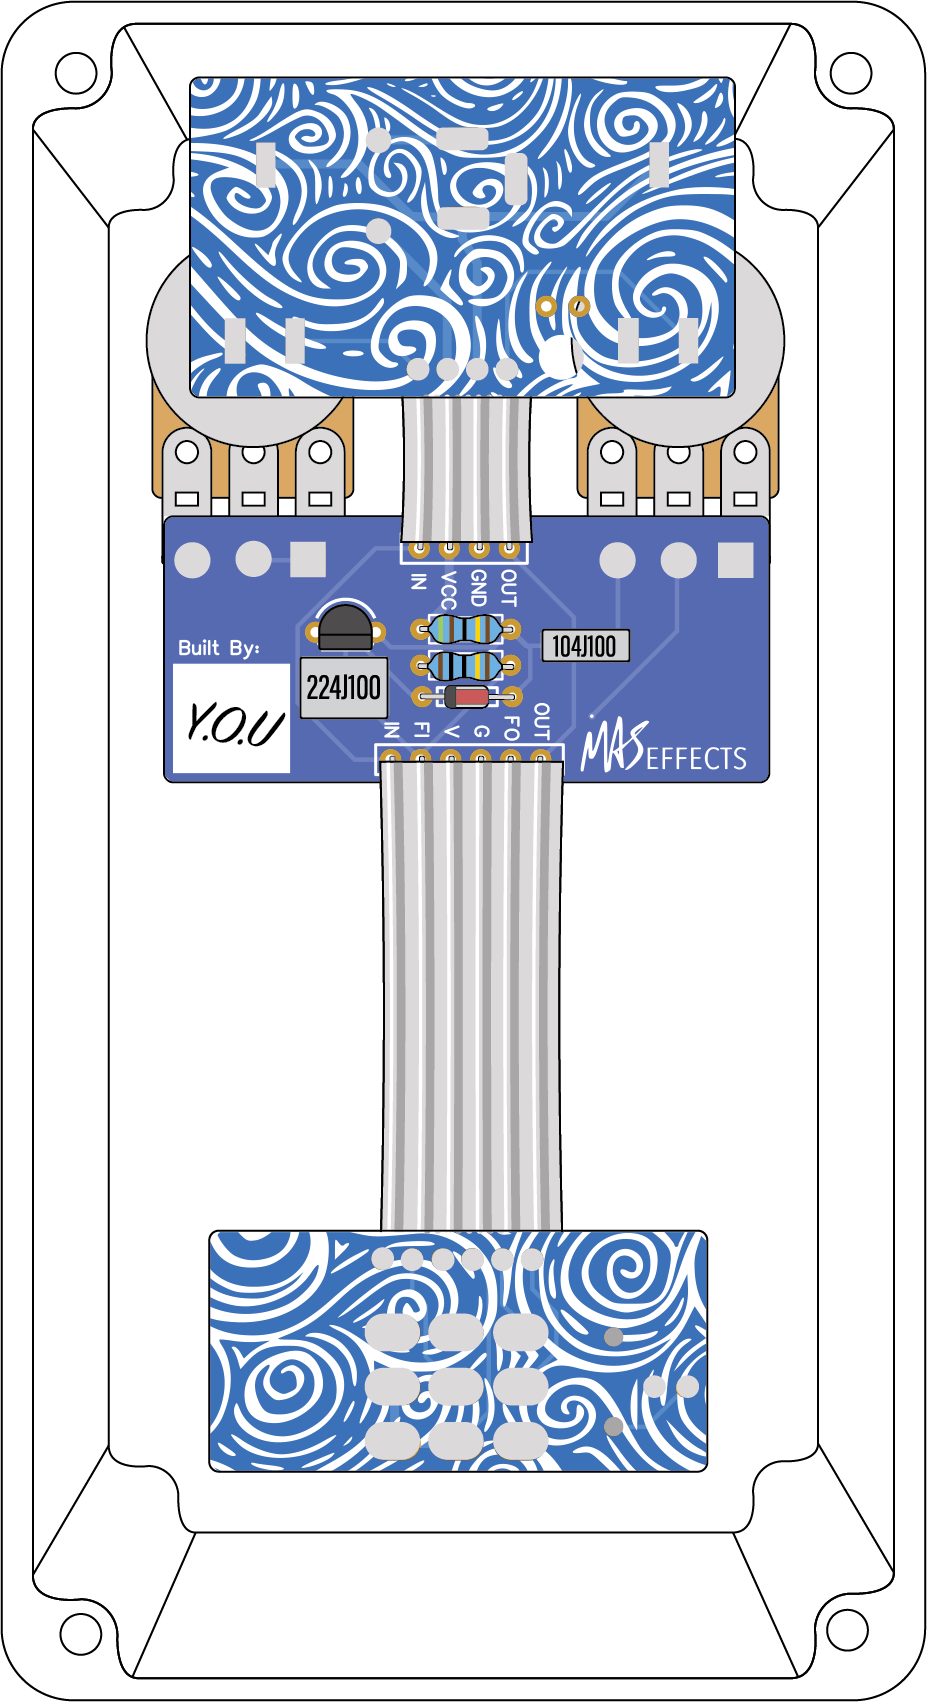 IN VCC GND OUT
104J100
Built By:
224J100
Y.O.U
IN FI V G FO OUT
MAS EFFECTS